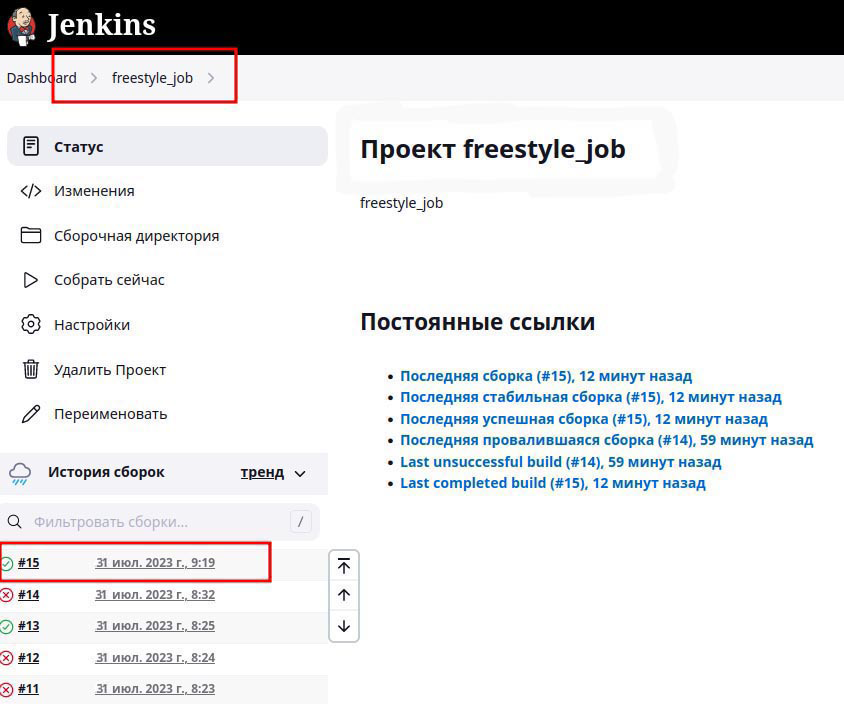 Jenkins
Dashboard freestyle_job
Статус
Изменения
Сборочная директория
Собрать сейчас
Настройки
Удалить Проект
Переименовать
История сборок тренд
Фильтровать сборки... /
#15 31 июл. 2023 г., 9:19
#14 31 июл. 2023 г., 8:32
#13 31 июл. 2023 г., 8:25
#12 31 июл. 2023 г., 8:24
#11 31 июл. 2023 г., 8:23
Проект freestyle_job
freestyle_job
Постоянные ссылки
Последняя сборка (#15), 12 минут назад
Последняя стабильная сборка (#15), 12 минут назад
Последняя успешная сборка (#15), 12 минут назад
Последняя провалившаяся сборка (#14), 59 минут назад
Last unsuccessful build (#14), 59 минут назад
Last completed build (#15), 12 минут назад